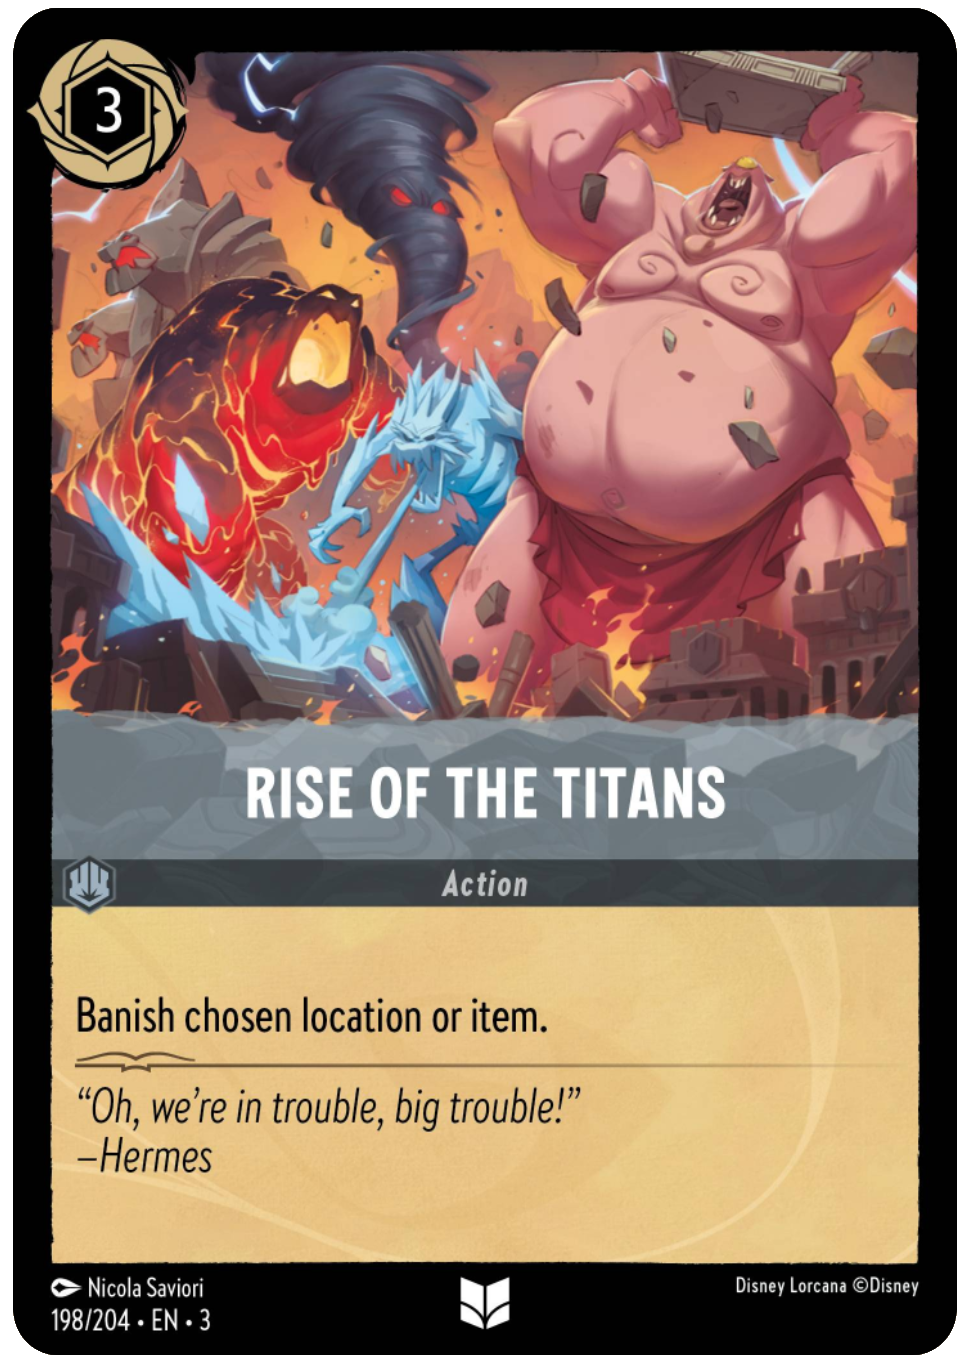 3
RISE OF THE TITANS
Action
Banish chosen location or item.
“Oh, we’re in trouble, big trouble!”
–Hermes
Nicola Saviori
Disney Lorcana ©Disney
198/204 • EN • 3